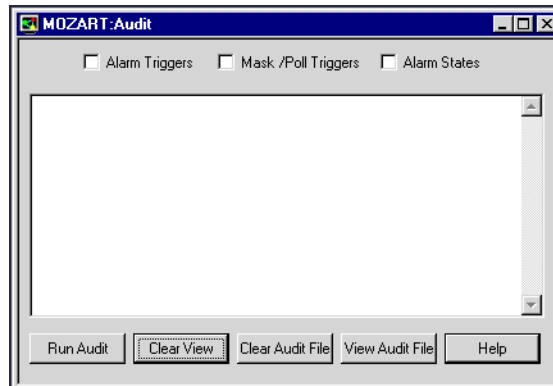 MOZART:Audit
Alarm Triggers Mask /Poll Triggers Alarm States
Run Audit Clear View Clear Audit File View Audit File Help